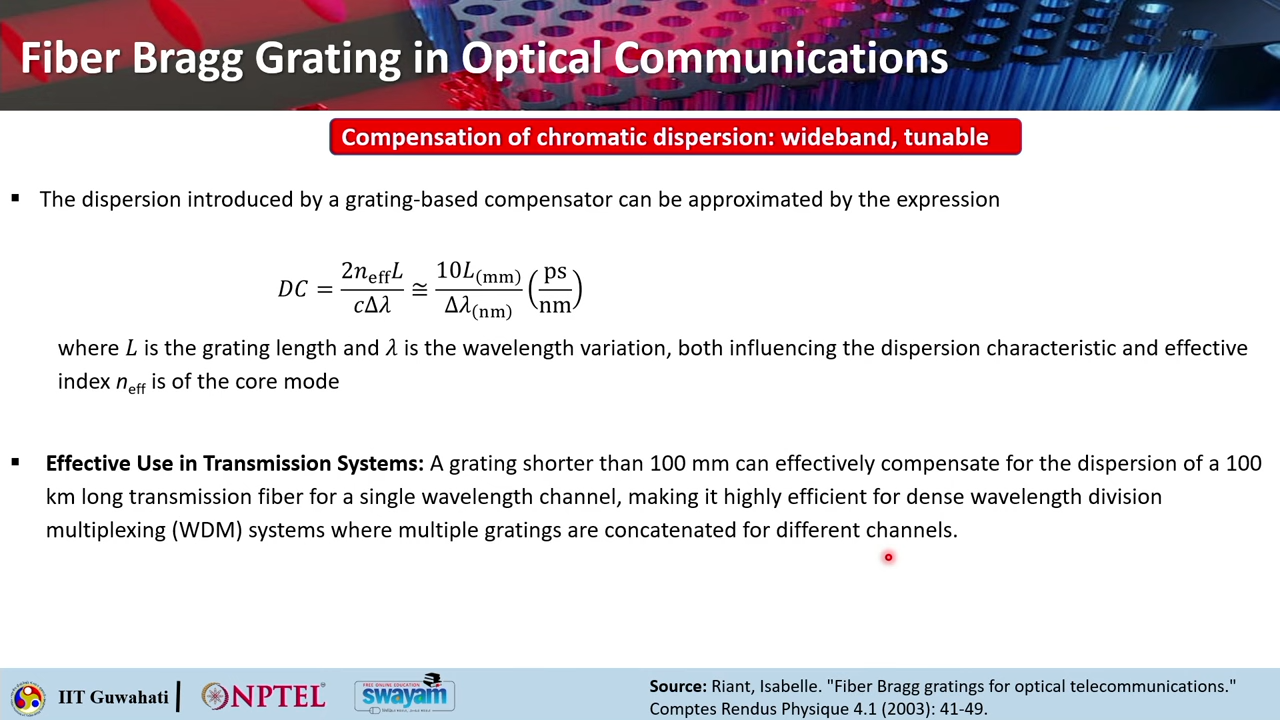 Fiber Bragg Grating in Optical Communications
Compensation of chromatic dispersion: wideband, tunable
▪ The dispersion introduced by a grating-based compensator can be approximated by the expression
DC = 2n_eff L / cΔλ ≅ 10L_(mm) / Δλ_(nm) (ps/nm)
where L is the grating length and λ is the wavelength variation, both influencing the dispersion characteristic and effective
index n_eff is of the core mode
▪ Effective Use in Transmission Systems: A grating shorter than 100 mm can effectively compensate for the dispersion of a 100
km long transmission fiber for a single wavelength channel, making it highly efficient for dense wavelength division
multiplexing (WDM) systems where multiple gratings are concatenated for different channels.
IIT Guwahati
NPTEL
FREE ONLINE EDUCATION
swayam
Source: Riant, Isabelle. "Fiber Bragg gratings for optical telecommunications."
Comptes Rendus Physique 4.1 (2003): 41-49.